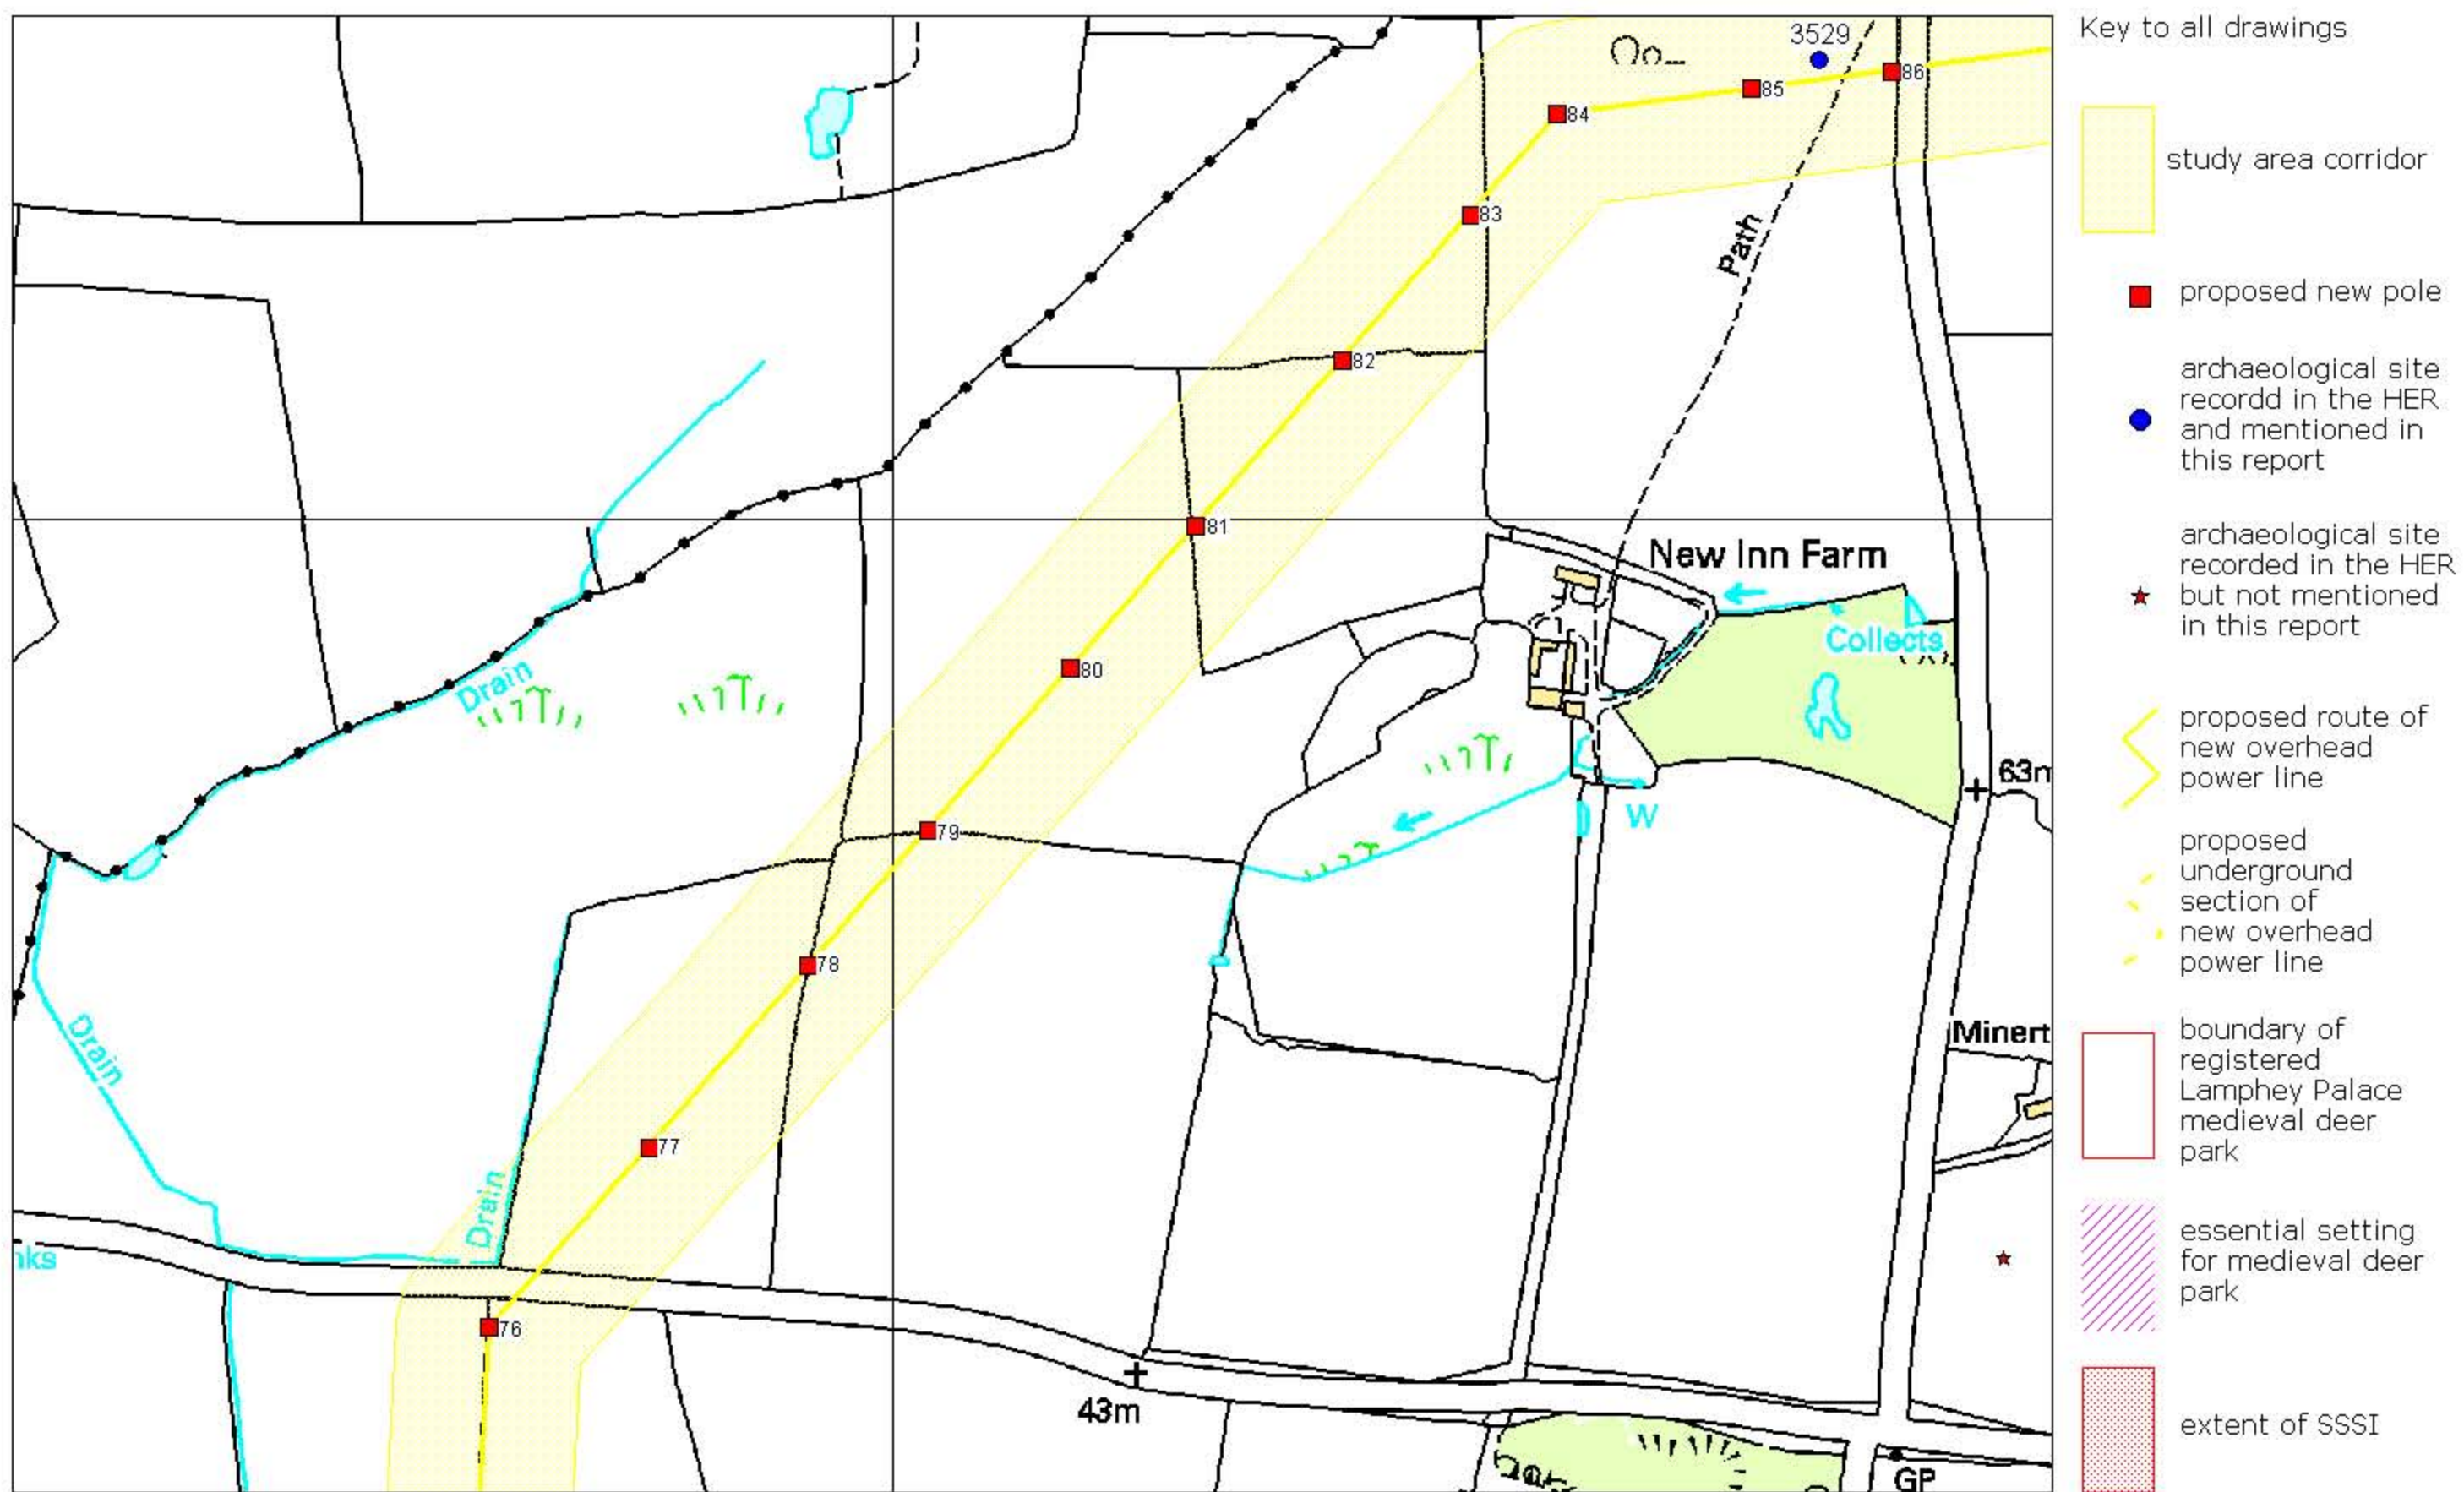 3529
86
85
84
83
Path
82
81
New Inn Farm
Collects
80
Drain
63m
W
79
78
Drain
Minert
77
Drain
nks
76
43m
GP
Key to all drawings
study area corridor
proposed new pole
archaeological site
recordd in the HER
and mentioned in
this report
archaeological site
recorded in the HER
but not mentioned
in this report
proposed route of
new overhead
power line
proposed
underground
section of
new overhead
power line
boundary of
registered
Lamphey Palace
medieval deer
park
essential setting
for medieval deer
park
extent of SSSI